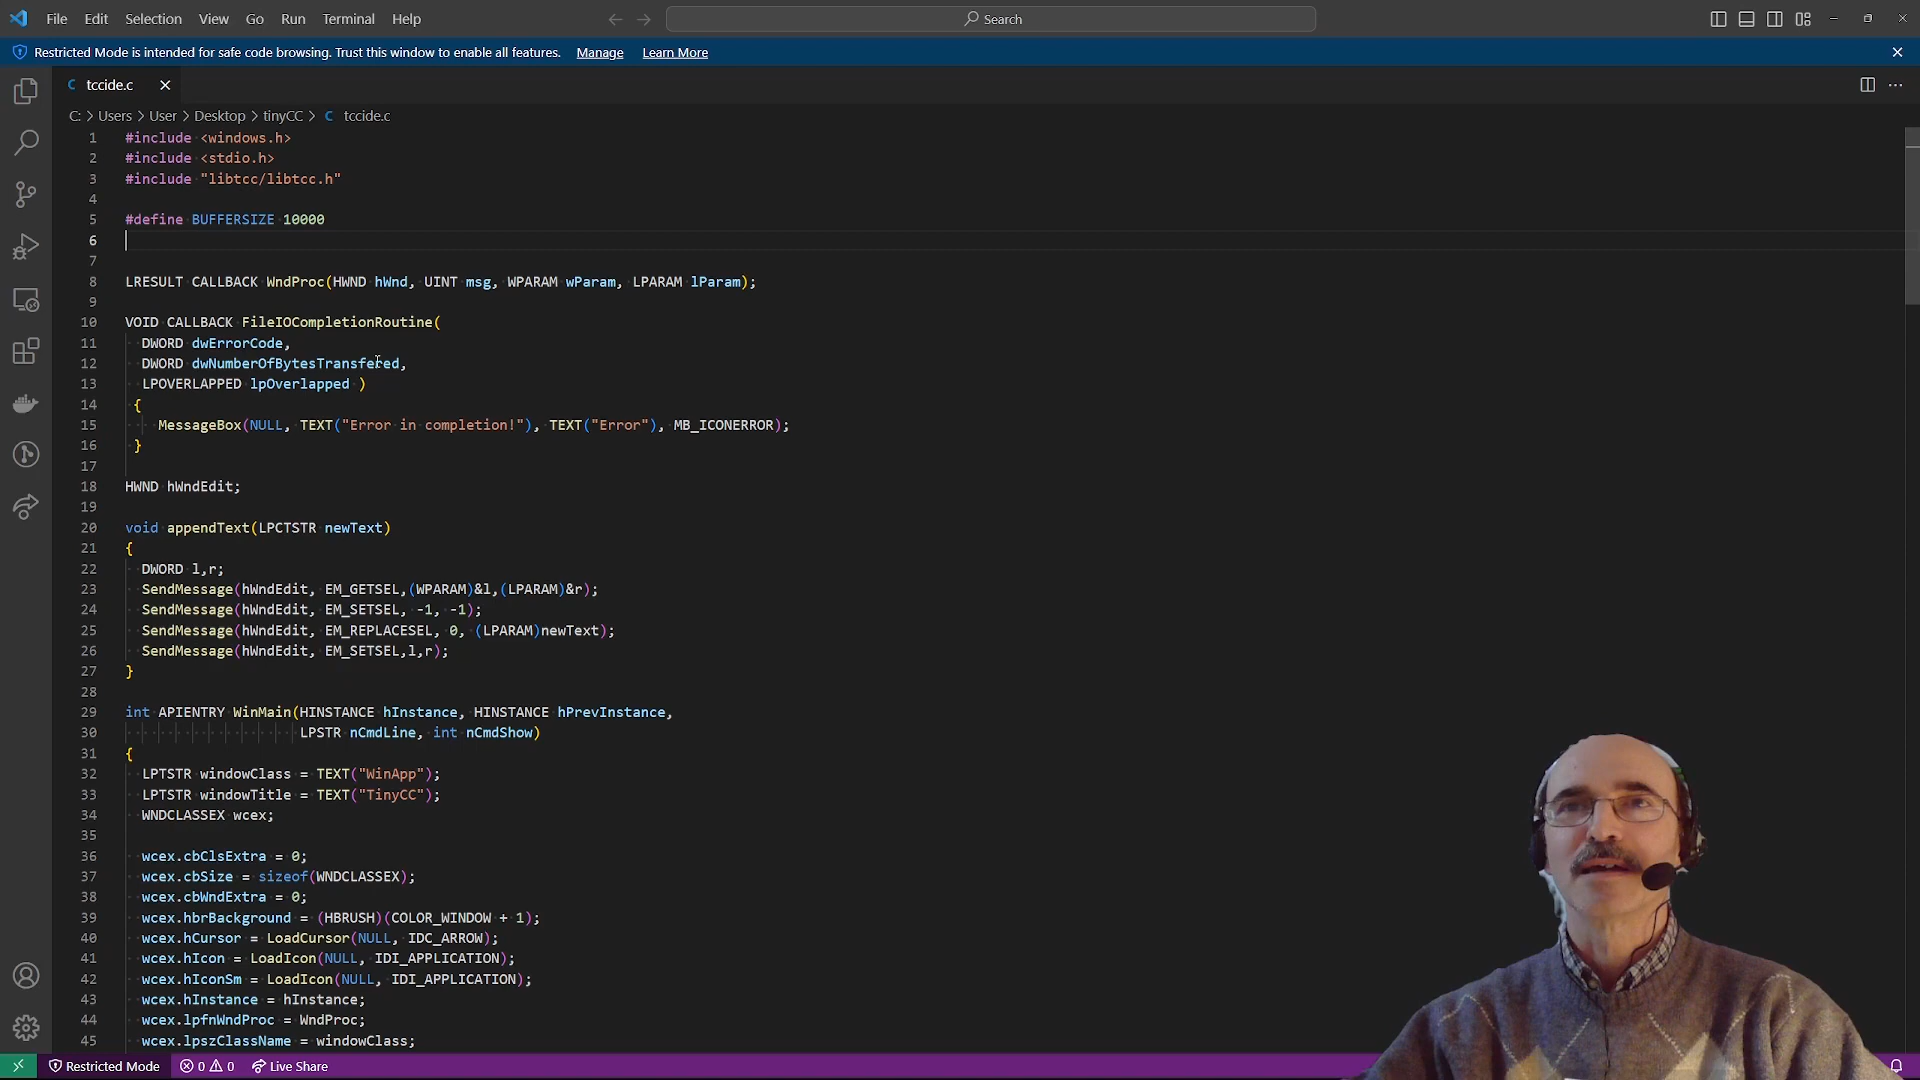 File Edit Selection View Go Run Terminal Help Search
Restricted Mode is intended for safe code browsing. Trust this window to enable all features. Manage Learn More
C tccide.c
C: > Users > User > Desktop > tinyCC > C tccide.c
1 #include <windows.h>
2 #include <stdio.h>
3 #include "libtcc/libtcc.h"
4
5 #define BUFFERSIZE 10000
6
7
8 LRESULT CALLBACK WndProc(HWND hWnd, UINT msg, WPARAM wParam, LPARAM lParam);
9
10 VOID CALLBACK FileIOCompletionRoutine(
11 DWORD dwErrorCode,
12 DWORD dwNumberOfBytesTransfered,
13 LPOVERLAPPED lpOverlapped )
14 {
15 MessageBox(NULL, TEXT("Error in completion!"), TEXT("Error"), MB_ICONERROR);
16 }
17
18 HWND hWndEdit;
19
20 void appendText(LPCTSTR newText)
21 {
22 DWORD l,r;
23 SendMessage(hWndEdit, EM_GETSEL,(WPARAM)&l,(LPARAM)&r);
24 SendMessage(hWndEdit, EM_SETSEL, -1, -1);
25 SendMessage(hWndEdit, EM_REPLACESEL, 0, (LPARAM)newText);
26 SendMessage(hWndEdit, EM_SETSEL,l,r);
27 }
28
29 int APIENTRY WinMain(HINSTANCE hInstance, HINSTANCE hPrevInstance,
30 LPSTR nCmdLine, int nCmdShow)
31 {
32 LPTSTR windowClass = TEXT("WinApp");
33 LPTSTR windowTitle = TEXT("TinyCC");
34 WNDCLASSEX wcex;
35
36 wcex.cbClsExtra = 0;
37 wcex.cbSize = sizeof(WNDCLASSEX);
38 wcex.cbWndExtra = 0;
39 wcex.hbrBackground = (HBRUSH)(COLOR_WINDOW + 1);
40 wcex.hCursor = LoadCursor(NULL, IDC_ARROW);
41 wcex.hIcon = LoadIcon(NULL, IDI_APPLICATION);
42 wcex.hIconSm = LoadIcon(NULL, IDI_APPLICATION);
43 wcex.hInstance = hInstance;
44 wcex.lpfnWndProc = WndProc;
45 wcex.lpszClassName = windowClass;
Restricted Mode 0 0 Live Share